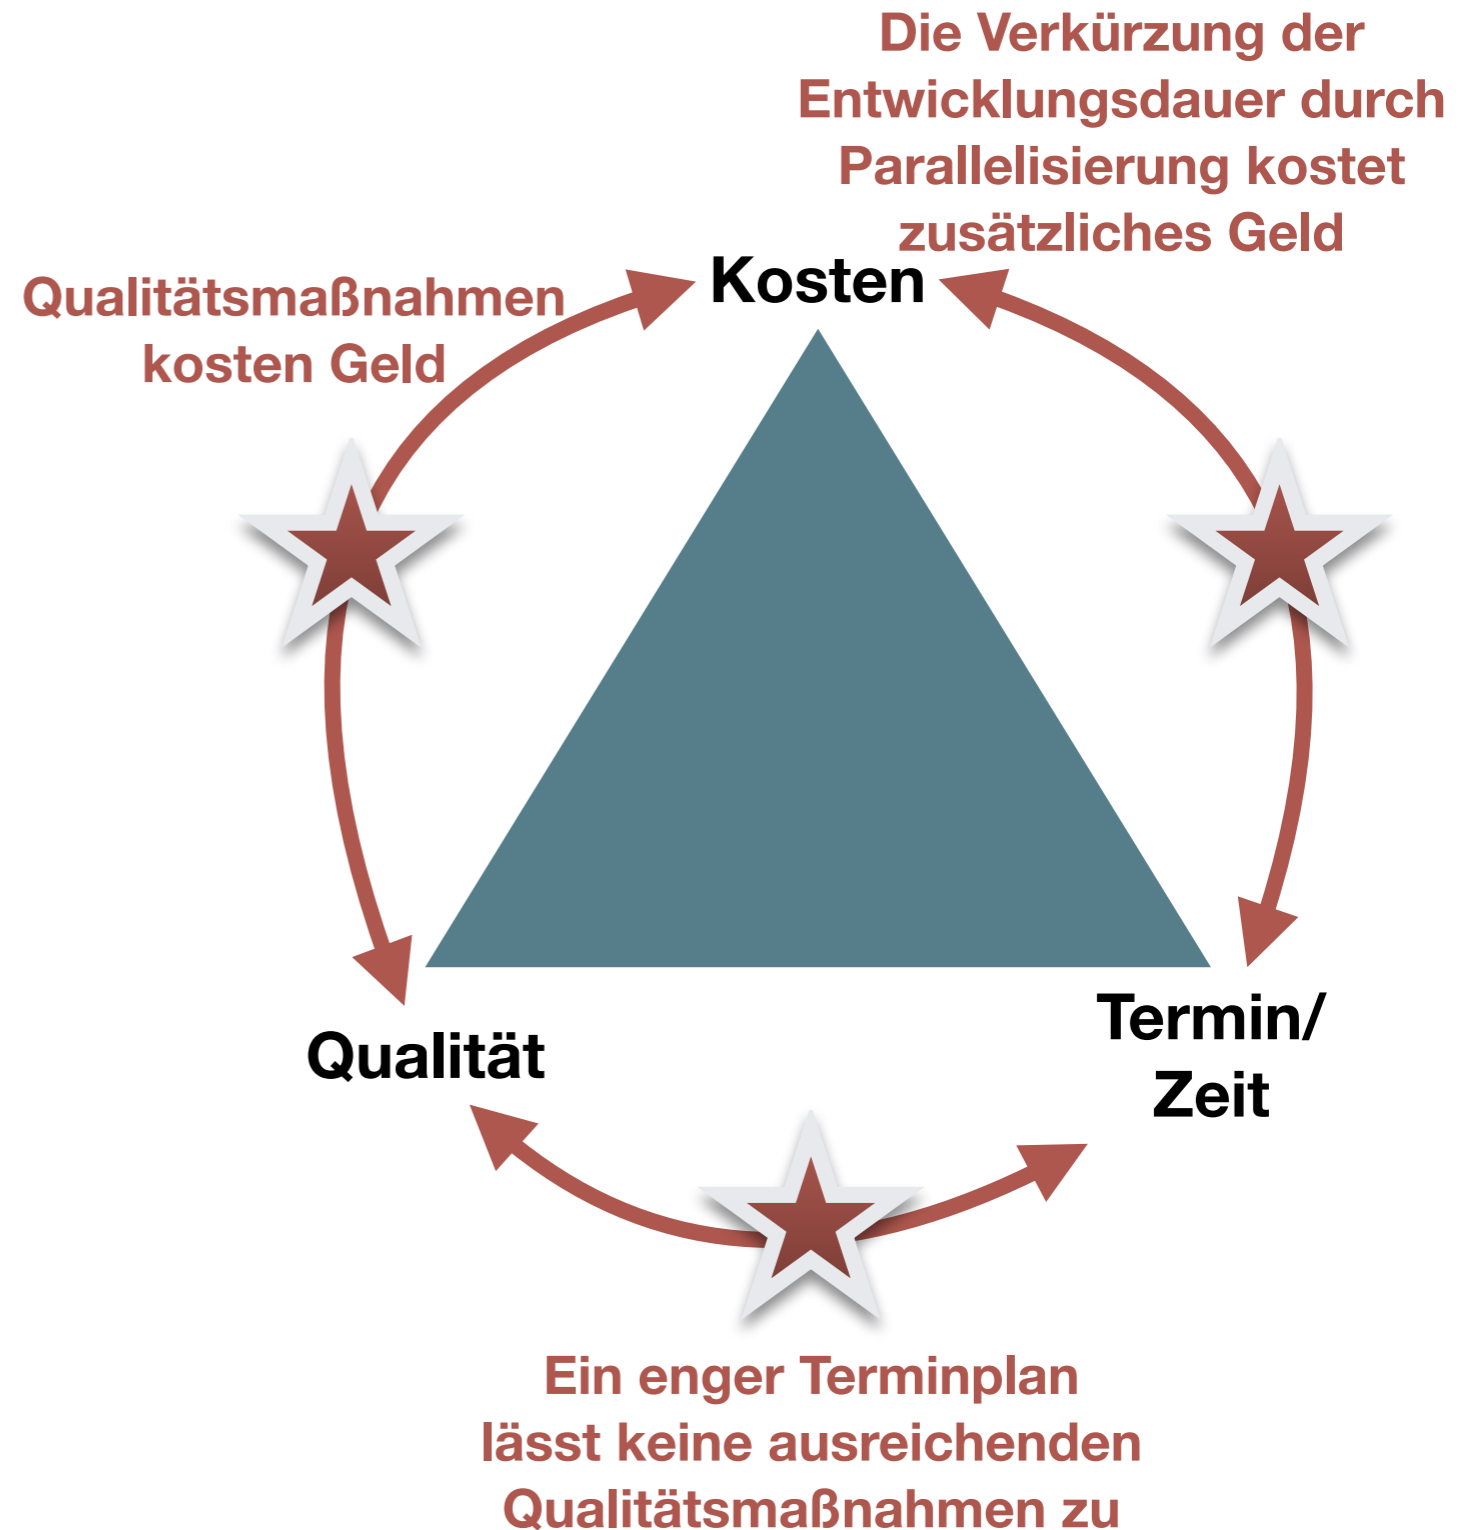 Die Verkürzung der
Entwicklungsdauer durch
Parallelisierung kostet
zusätzliches Geld
Kosten
Qualitätsmaßnahmen
kosten Geld
Termin/
Zeit
Qualität
Ein enger Terminplan
lässt keine ausreichenden
Qualitätsmaßnahmen zu